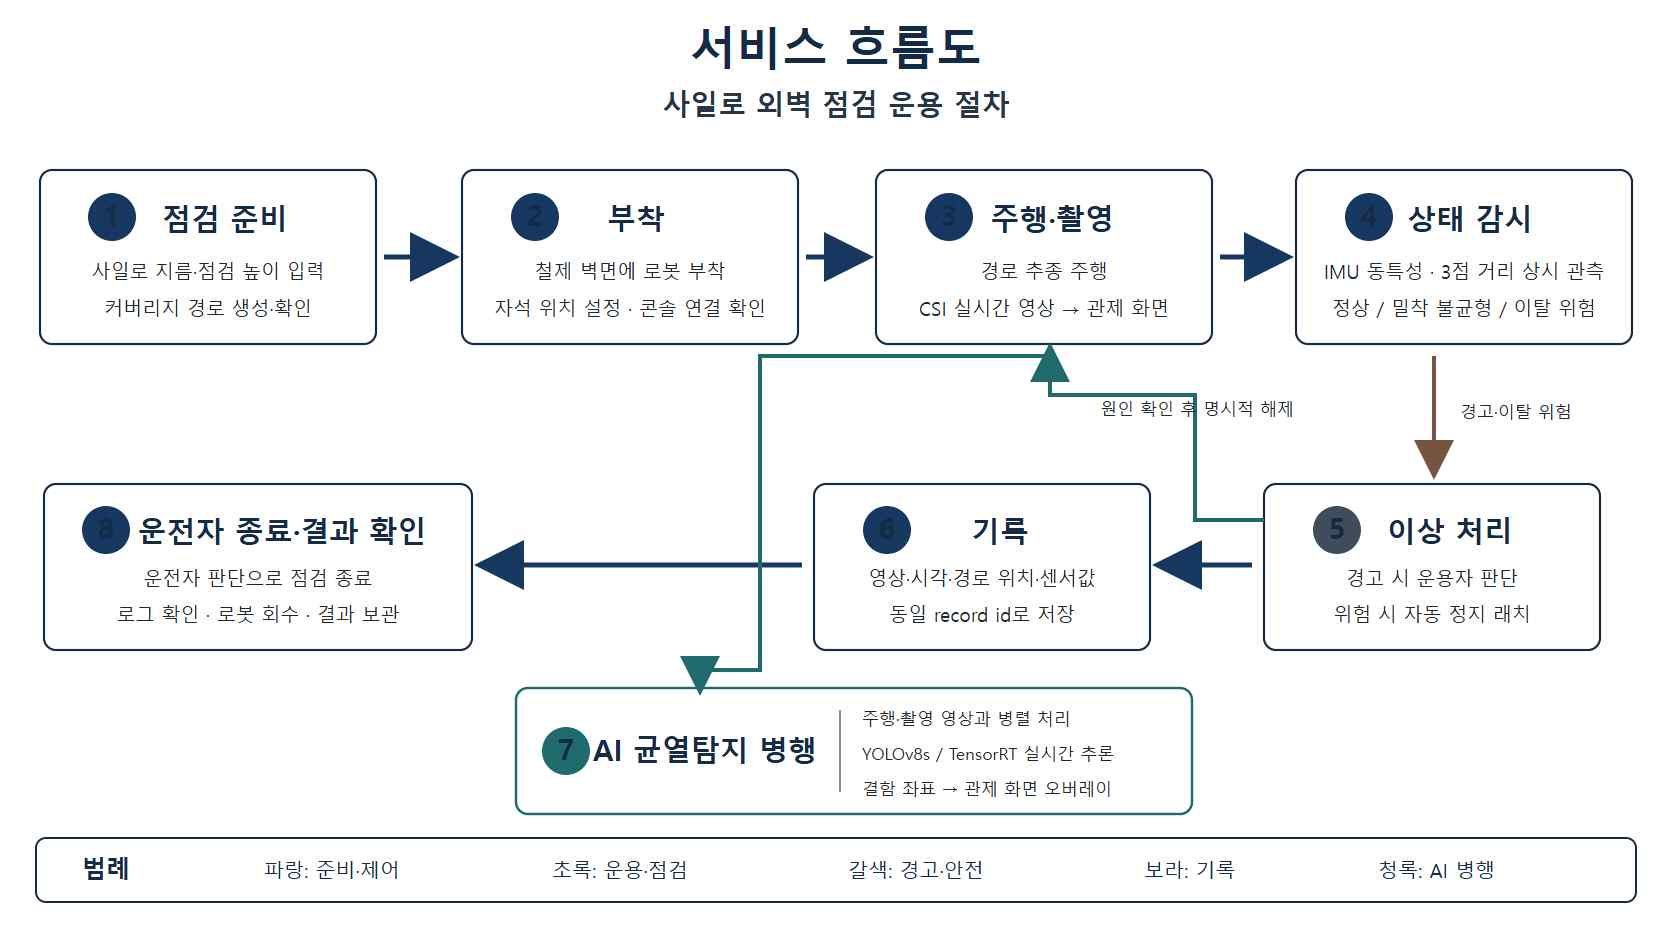 서비스 흐름도
사일로 외벽 점검 운용 절차
1 점검 준비
사일로 지름·점검 높이 입력
커버리지 경로 생성·확인
2 부착
철제 벽면에 로봇 부착
자석 위치 설정 · 콘솔 연결 확인
3 주행·촬영
경로 추종 주행
CSI 실시간 영상 → 관제 화면
4 상태 감시
IMU 동특성 · 3점 거리 상시 관측
정상 / 밀착 불균형 / 이탈 위험
원인 확인 후 명시적 해제
경고·이탈 위험
8 운전자 종료·결과 확인
운전자 판단으로 점검 종료
로그 확인 · 로봇 회수 · 결과 보관
6 기록
영상·시각·경로 위치·센서값
동일 record id로 저장
5 이상 처리
경고 시 운용자 판단
위험 시 자동 정지 래치
7 AI 균열탐지 병행
주행·촬영 영상과 병렬 처리
YOLOv8s / TensorRT 실시간 추론
결함 좌표 → 관제 화면 오버레이
범례
파랑: 준비·제어
초록: 운용·점검
갈색: 경고·안전
보라: 기록
청록: AI 병행